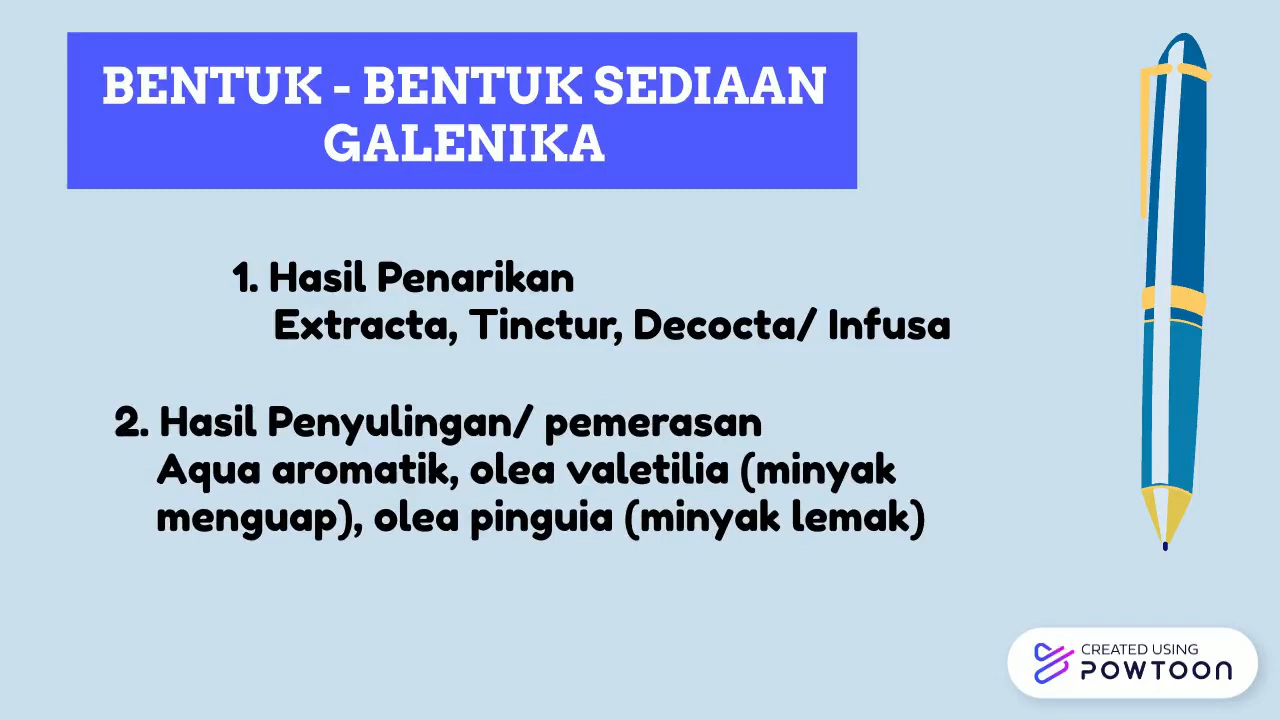 BENTUK - BENTUK SEDIAAN
GALENIKA
1. Hasil Penarikan
Extracta, Tinctur, Decocta/ Infusa
2. Hasil Penyulingan/ pemerasan
Aqua aromatik, olea valetilia (minyak
menguap), olea pinguia (minyak lemak)
CREATED USING
POWTOON